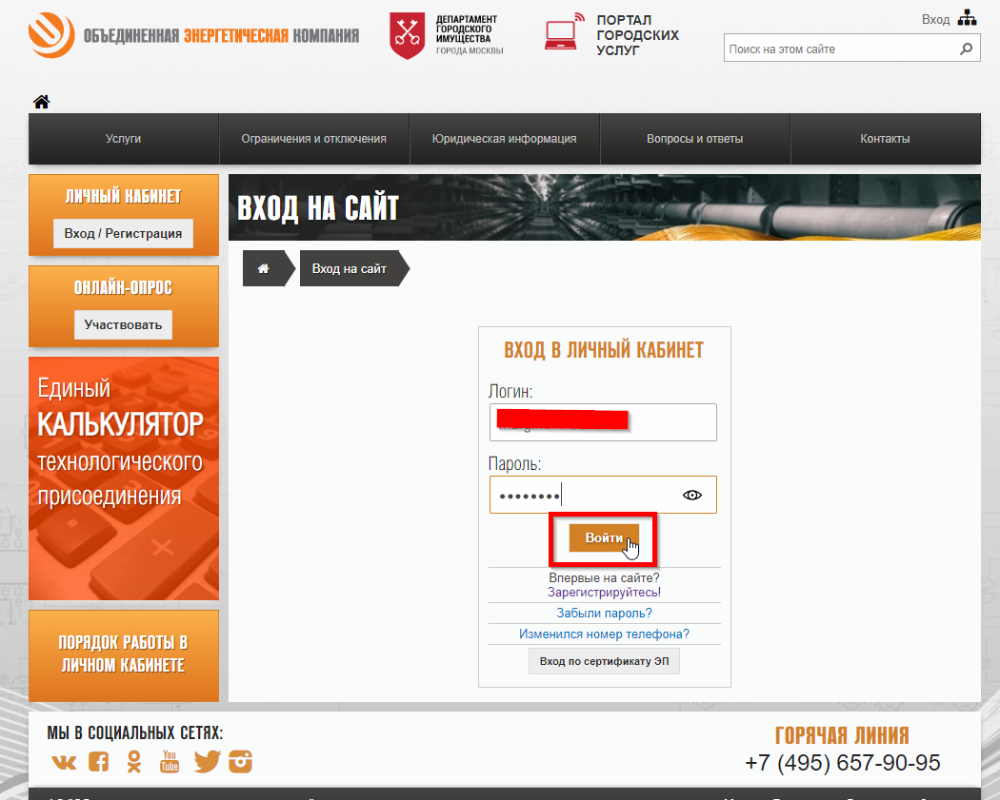 ОБЪЕДИНЕННАЯ ЭНЕРГЕТИЧЕСКАЯ КОМПАНИЯ
ДЕПАРТАМЕНТ
ГОРОДСКОГО
ИМУЩЕСТВА
ГОРОДА МОСКВЫ
ПОРТАЛ
ГОРОДСКИХ
УСЛУГ
Вход
Поиск на этом сайте
Услуги
Ограничения и отключения
Юридическая информация
Вопросы и ответы
Контакты
ЛИЧНЫЙ КАБИНЕТ
Вход / Регистрация
ОНЛАЙН-ОПРОС
Участвовать
Единый
КАЛЬКУЛЯТОР
технологического
присоединения
ПОРЯДОК РАБОТЫ В
ЛИЧНОМ КАБИНЕТЕ
ВХОД НА САЙТ
Вход на сайт
ВХОД В ЛИЧНЫЙ КАБИНЕТ
Логин:
Пароль:
Войти
Впервые на сайте?
Зарегистрируйтесь!
Забыли пароль?
Изменился номер телефона?
Вход по сертификату ЭП
МЫ В СОЦИАЛЬНЫХ СЕТЯХ:
You
Tube
ГОРЯЧАЯ ЛИНИЯ
+7 (495) 657-90-95